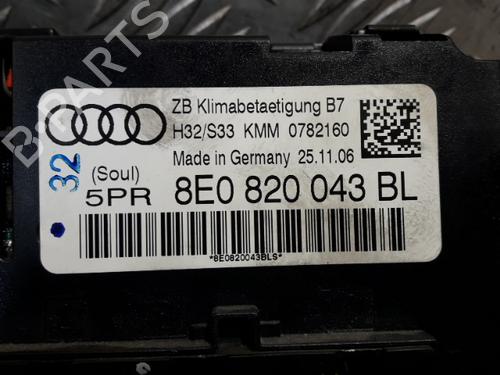 ZB Klimabetaetigung B7
H32/S33 KMM 0782160
Made in Germany 25.11.06
32
(Soul)
5PR 8E0 820 043 BL
*8E0820043BLS*
B-PARTS